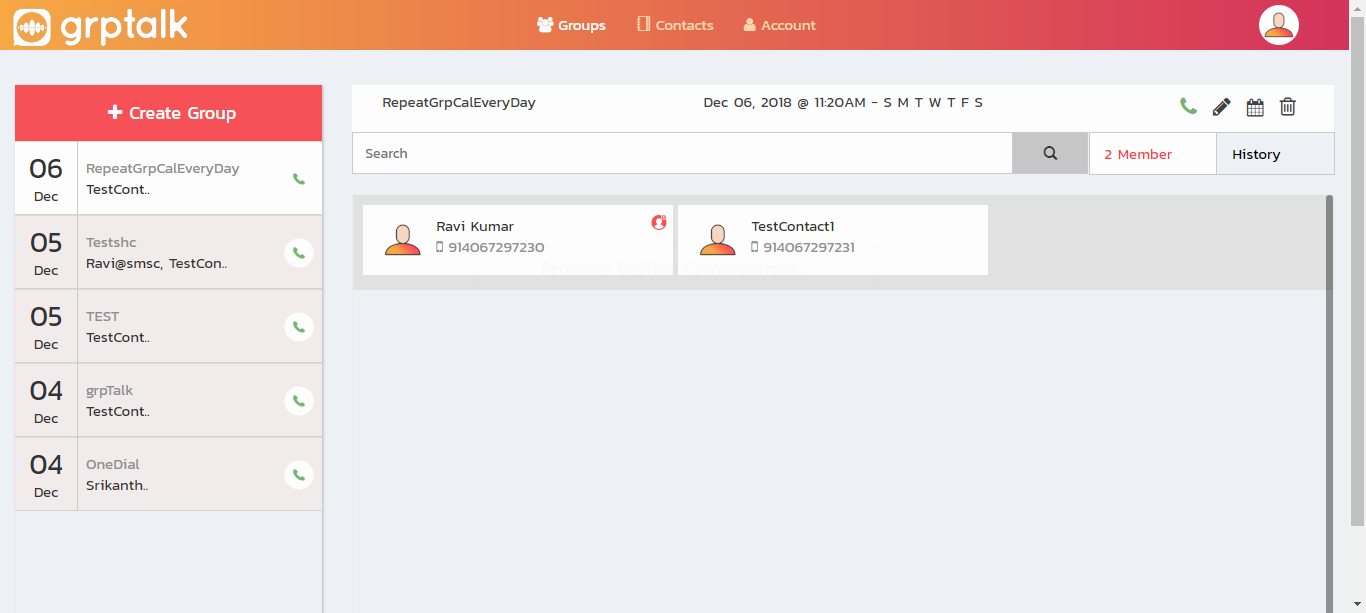 grptalk
Groups
Contacts
Account
Create Group
RepeatGrpCalEveryDay
Dec 06, 2018 @ 11:20AM - S M T W T F S
Search
2 Member
History
06
Dec
RepeatGrpCalEveryDay
TestCont..
05
Dec
Testshc
Ravi@smsc, TestCon..
05
Dec
TEST
TestCont..
04
Dec
grpTalk
TestCont..
04
Dec
OneDial
Srikanth..
Ravi Kumar
914067297230
TestContact1
914067297231
Fetching GrpTalk